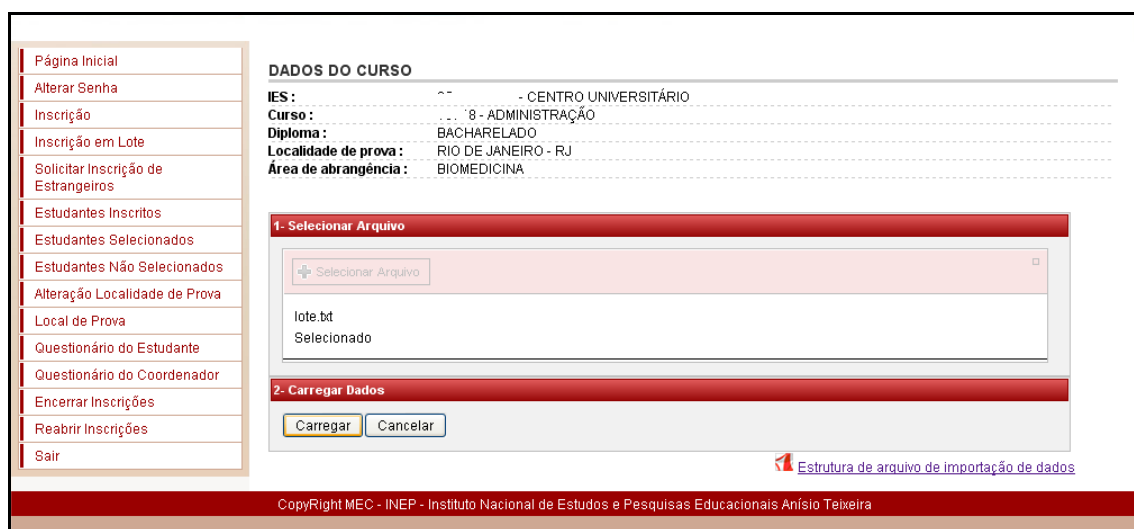 Página Inicial
Alterar Senha
Inscrição
Inscrição em Lote
Solicitar Inscrição de
Estrangeiros
Estudantes Inscritos
Estudantes Selecionados
Estudantes Não Selecionados
Alteração Localidade de Prova
Local de Prova
Questionário do Estudante
Questionário do Coordenador
Encerrar Inscrições
Reabrir Inscrições
Sair
DADOS DO CURSO
IES : - CENTRO UNIVERSITÁRIO
Curso : 8 - ADMINISTRAÇÃO
Diploma : BACHARELADO
Localidade de prova : RIO DE JANEIRO - RJ
Área de abrangência : BIOMEDICINA
1- Selecionar Arquivo
Selecionar Arquivo
lote.txt
Selecionado
2- Carregar Dados
Carregar Cancelar
Estrutura de arquivo de importação de dados
CopyRight MEC - INEP - Instituto Nacional de Estudos e Pesquisas Educacionais Anísio Teixeira